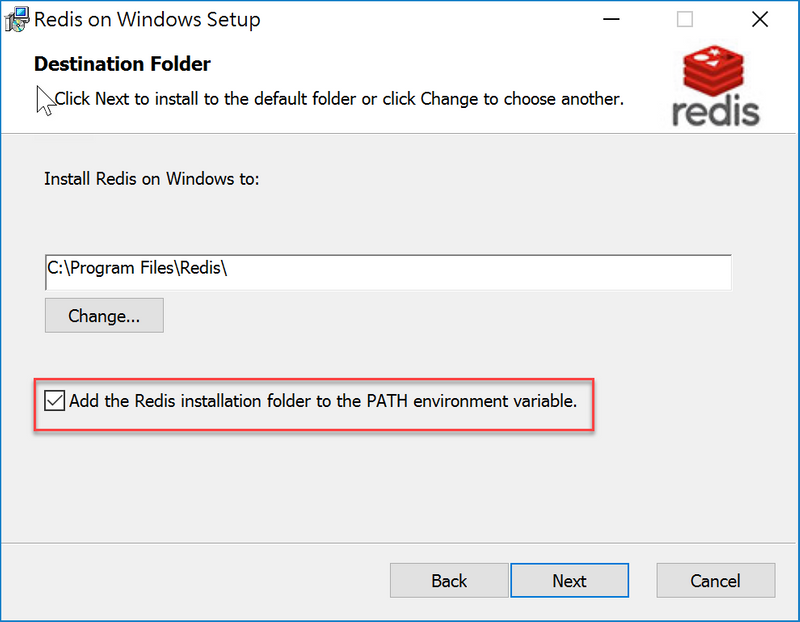 Redis on Windows Setup
Destination Folder
Click Next to install to the default folder or click Change to choose another.
redis
Install Redis on Windows to:
C:\Program Files\Redis\
Change...
Add the Redis installation folder to the PATH environment variable.
Back
Next
Cancel